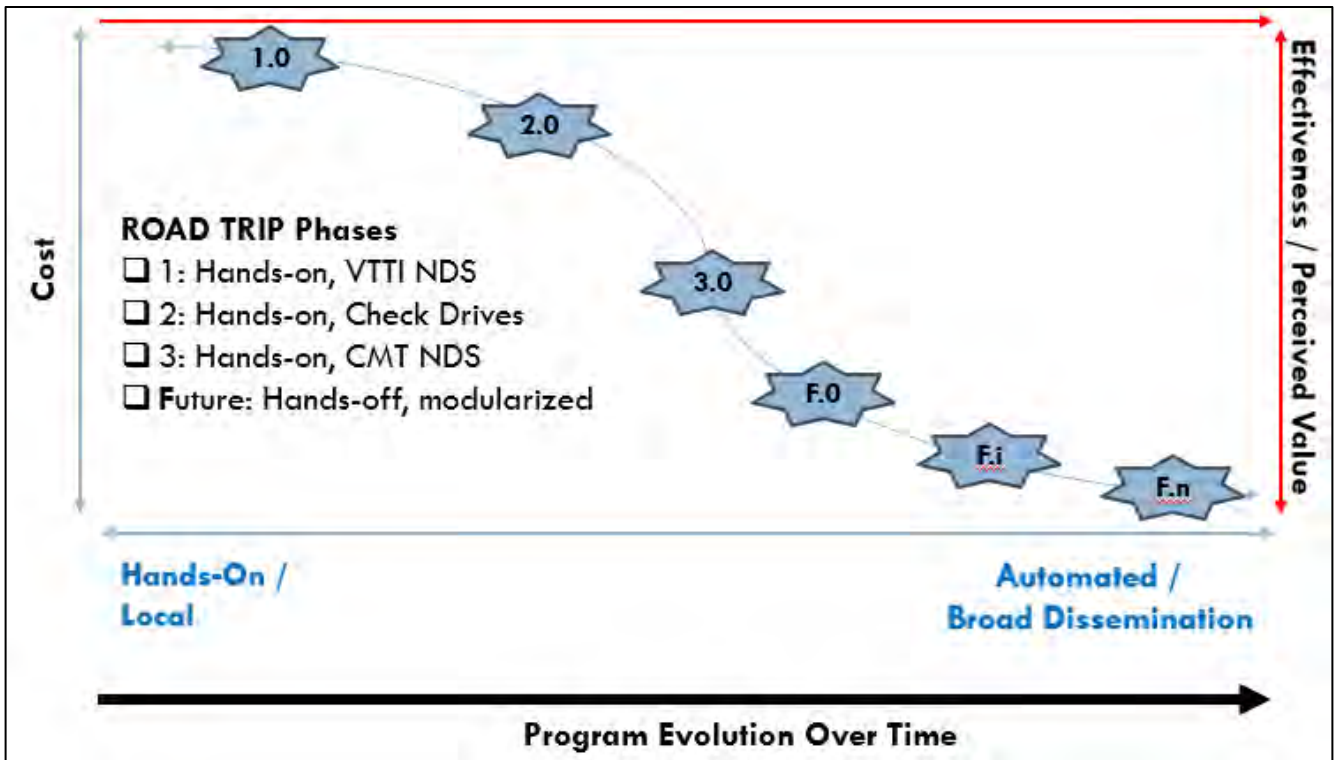 1.0
2.0
Effectiveness / Perceived Value
Cost
ROAD TRIP Phases
❑ 1: Hands-on, VTTI NDS
❑ 2: Hands-on, Check Drives
❑ 3: Hands-on, CMT NDS
❑ Future: Hands-off, modularized
3.0
F.0
F.i
F.n
Hands-On /
Local
Automated /
Broad Dissemination
Program Evolution Over Time